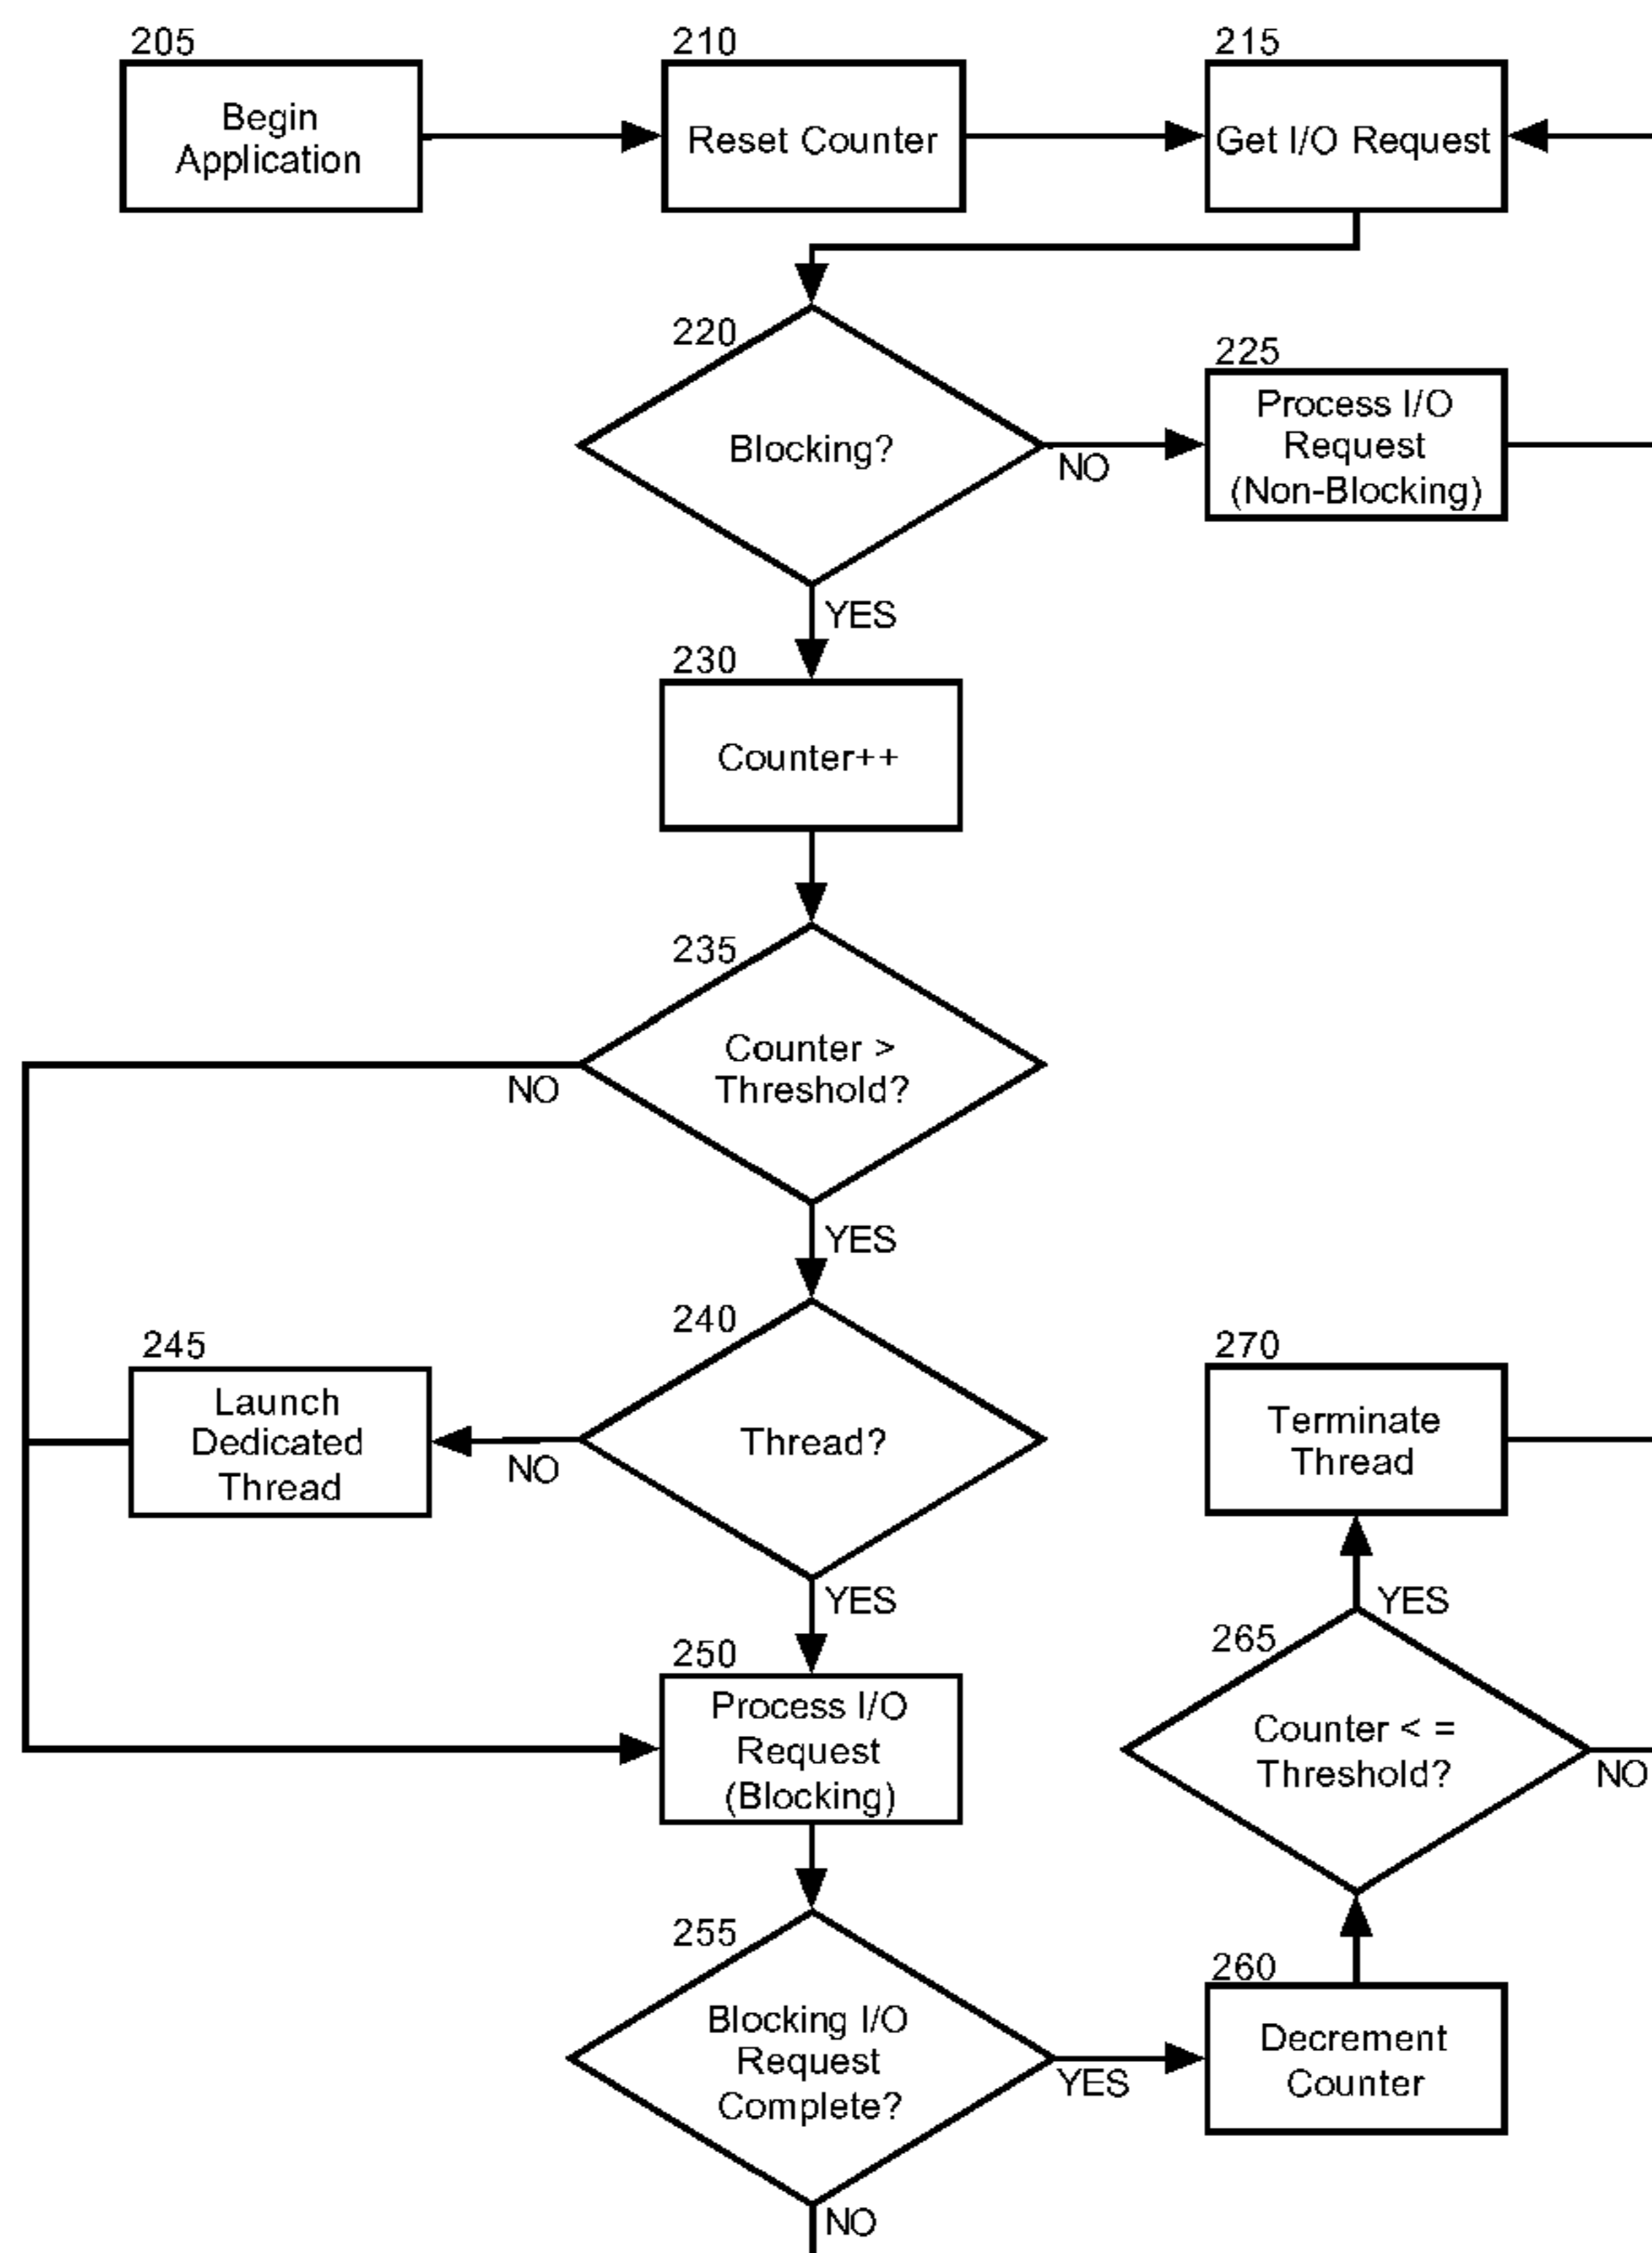 205
Begin
Application
210
Reset Counter
215
Get I/O Request
220
Blocking?
NO
225
Process I/O
Request
(Non-Blocking)
YES
230
Counter++
235
Counter >
Threshold?
NO
YES
240
Thread?
NO
245
Launch
Dedicated
Thread
YES
250
Process I/O
Request
(Blocking)
255
Blocking I/O
Request
Complete?
YES
NO
260
Decrement
Counter
265
Counter < =
Threshold?
NO
YES
270
Terminate
Thread